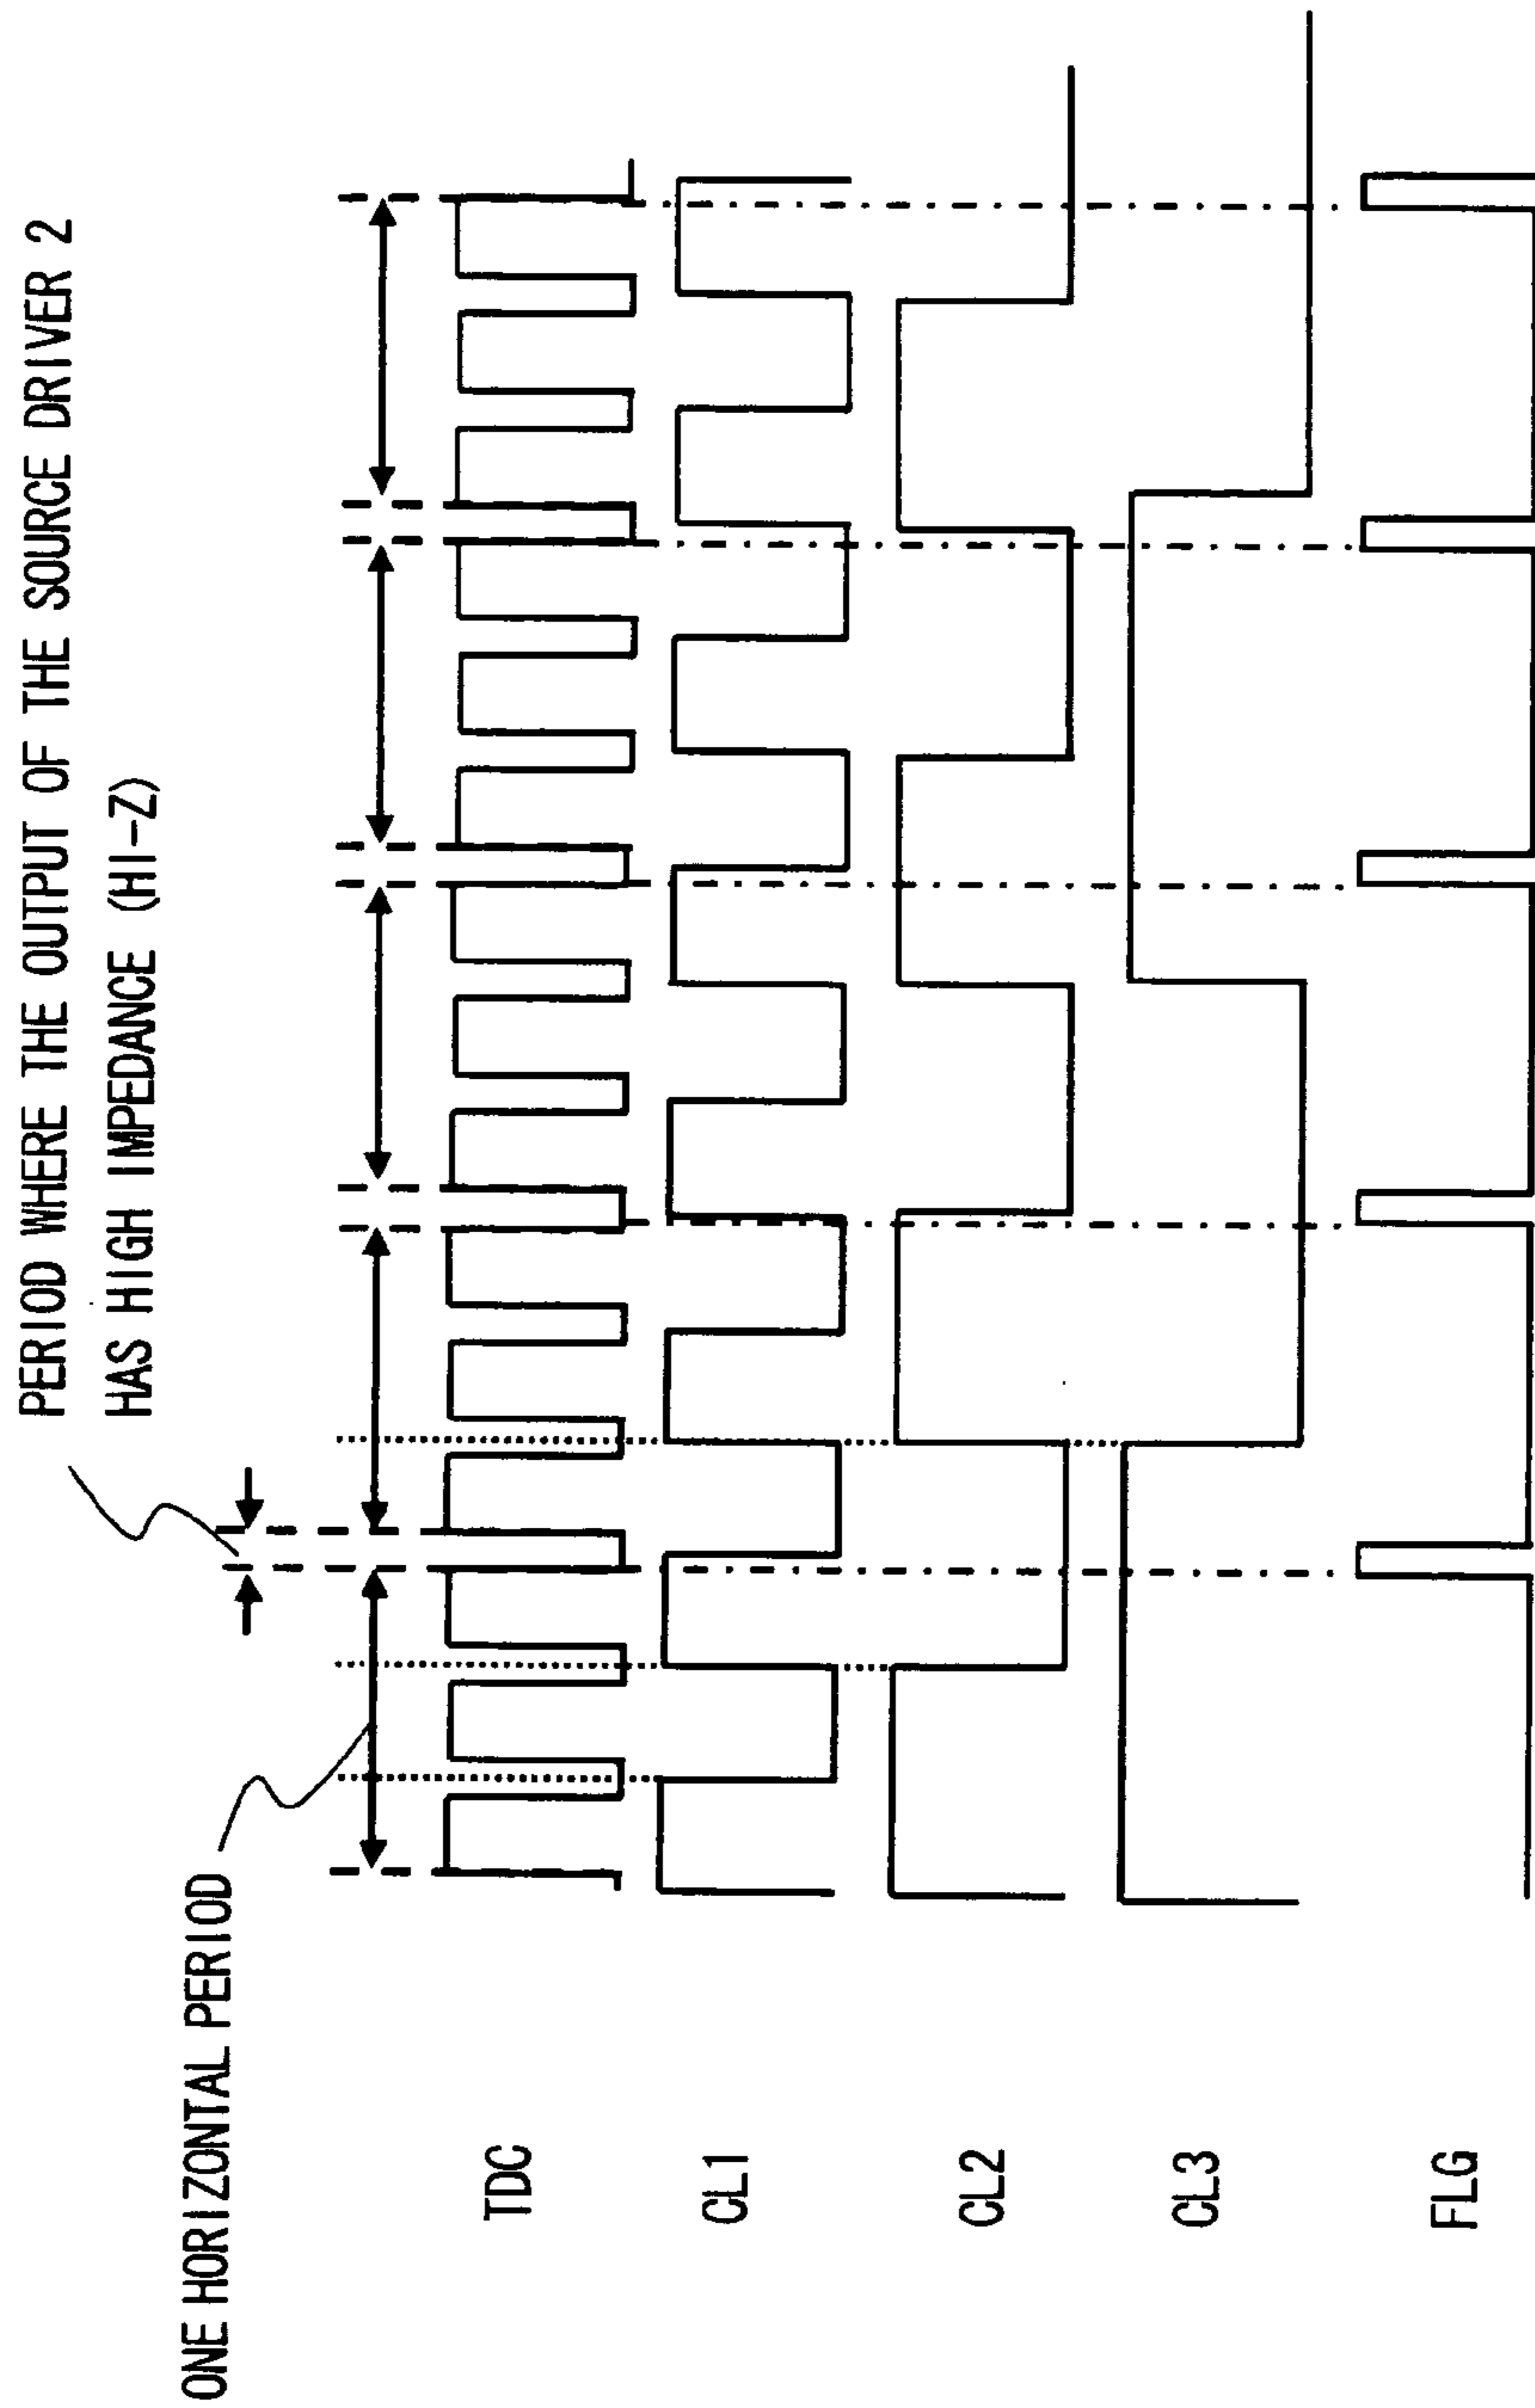 PERIOD WHERE THE OUTPUT OF THE SOURCE DRIVER 2
HAS HIGH IMPEDANCE (HI-Z)
ONE HORIZONTAL PERIOD
TDC
CL1
CL2
CL3
FLG